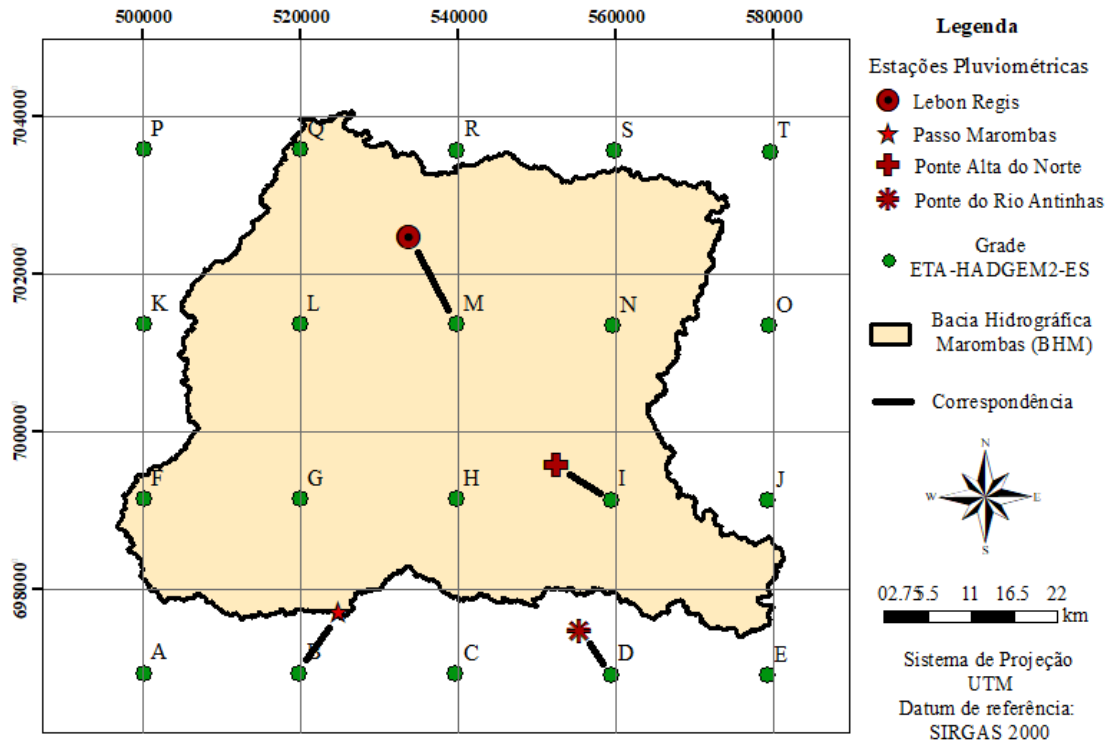 500000 520000 540000 560000 580000
704000
702000
700000
698000
P Q R S T
K L M N O
F G H I J
A B C D E
Legenda
Estações Pluviométricas
Lebon Regis
Passo Marombas
Ponte Alta do Norte
Ponte do Rio Antinhas
Grade
ETA-HADGEM2-ES
Bacia Hidrográfica
Marombas (BHM)
Correspondência
N
W E
S
02.755.5 11 16.5 22
km
Sistema de Projeção
UTM
Datum de referência:
SIRGAS 2000